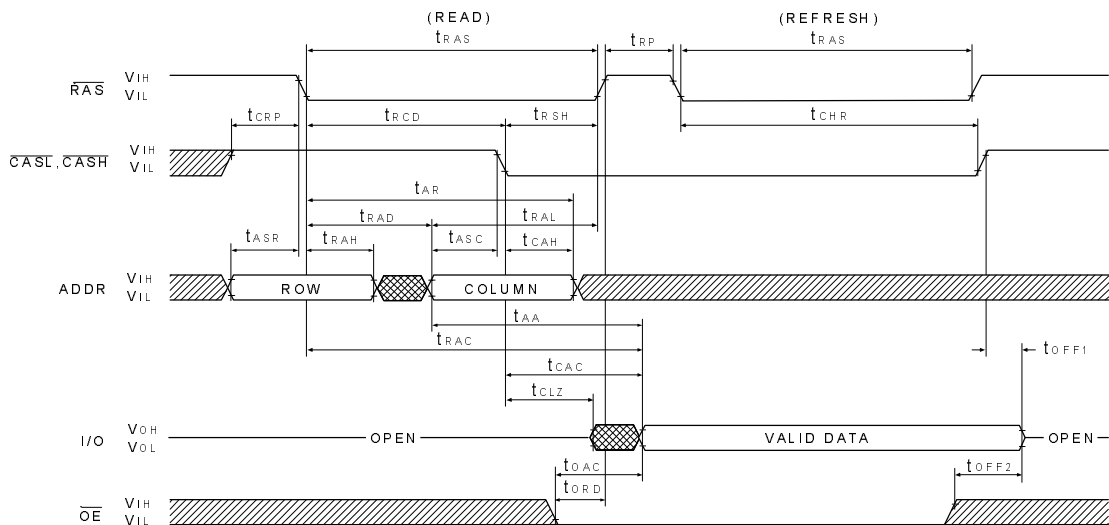 (READ) (REFRESH)
tRAS tRP tRAS
RAS VIH
VIL
tCRP tRCD tRSH tCHR
CASL,CASH VIH
VIL
tAR
tRAD tRAL
tASR tRAH tASC tCAH
ADDR VIH
VIL
ROW COLUMN
tAA
tRAC tOFF1
tCAC
tCLZ
I/O VOH
VOL
OPEN VALID DATA OPEN
tOAC tOFF2
tORD
OE VIH
VIL